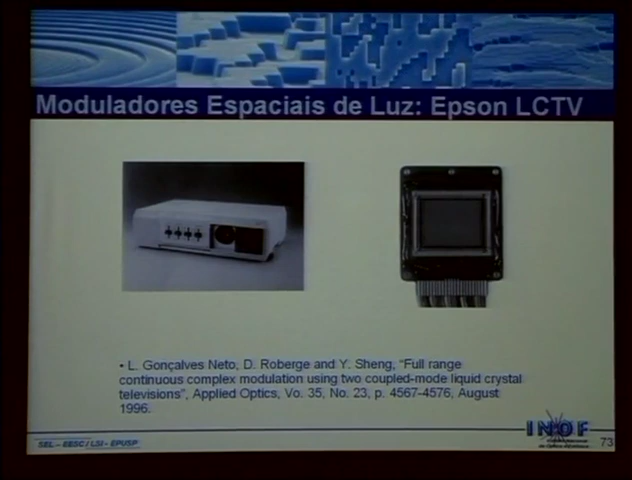 Moduladores Espaciais de Luz: Epson LCTV
• L. Gonçalves Neto, D. Roberge and Y. Sheng, "Full range
continuous complex modulation using two coupled-mode liquid crystal
televisions", Applied Optics, Vo. 35, No. 23, p. 4567-4576, August
1996.
SEL – EESC / LSI - EPUSP
INOF
73